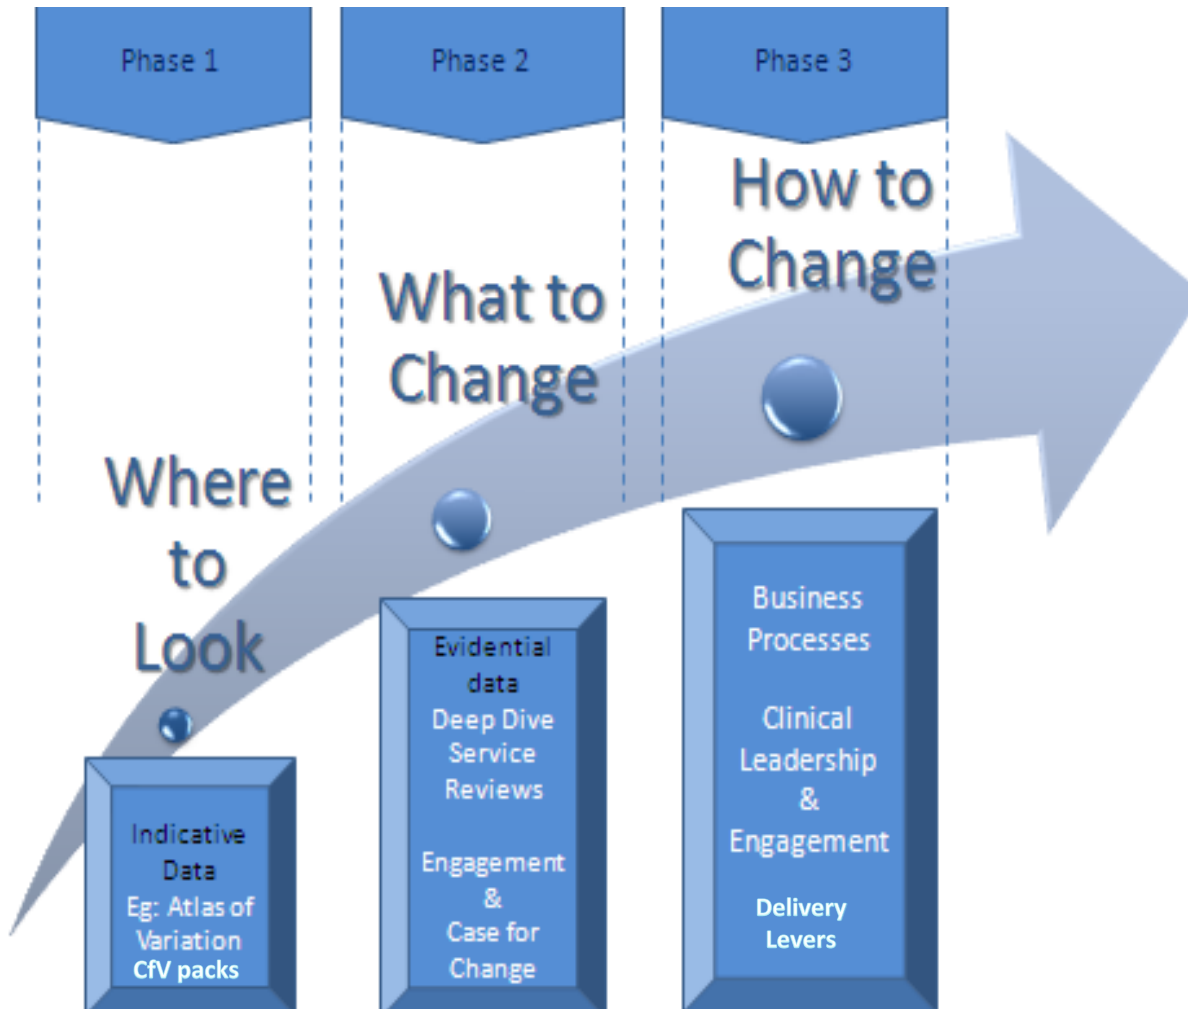 Phase 1
Phase 2
Phase 3
Where
to
Look
What to
Change
How to
Change
Indicative
Data
Eg: Atlas of
Variation
CfV packs
Evidential
data
Deep Dive
Service
Reviews
Engagement
&
Case for
Change
Business
Processes
Clinical
Leadership
&
Engagement
Delivery
Levers